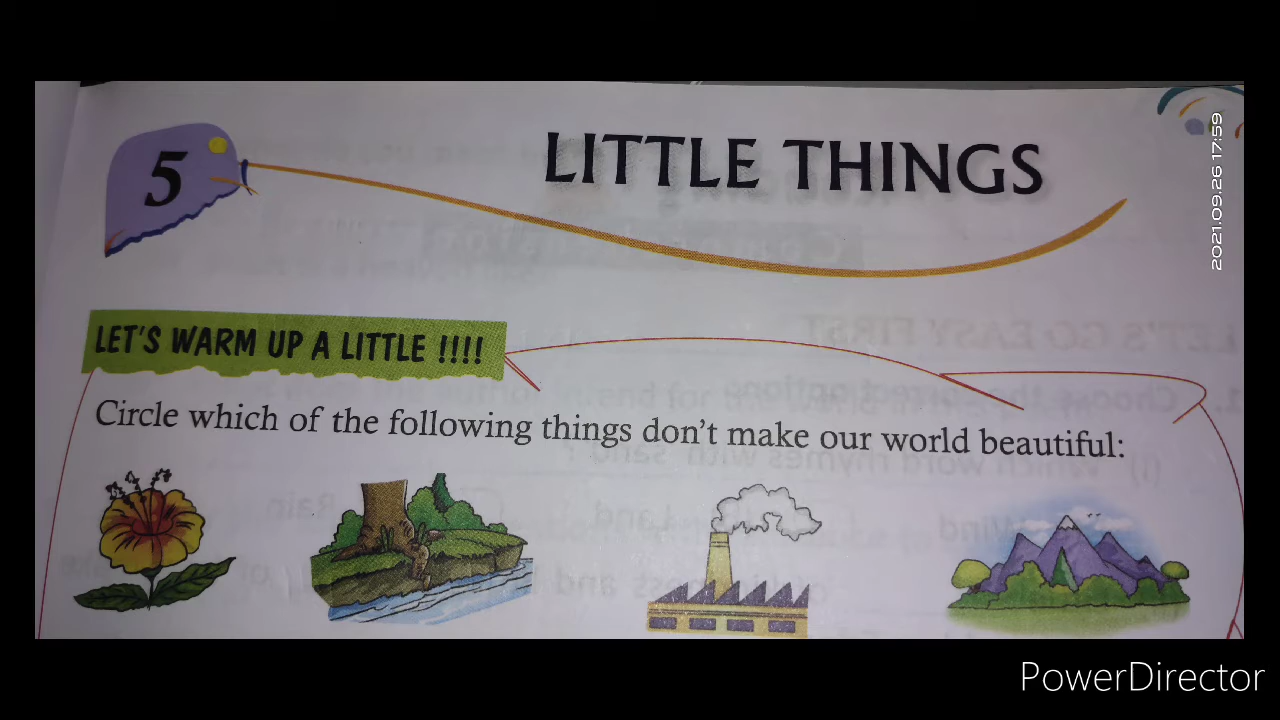 5
LITTLE THINGS
2021.09.26 17:59
LET'S WARM UP A LITTLE !!!!
Circle which of the following things don't make our world beautiful:
PowerDirector